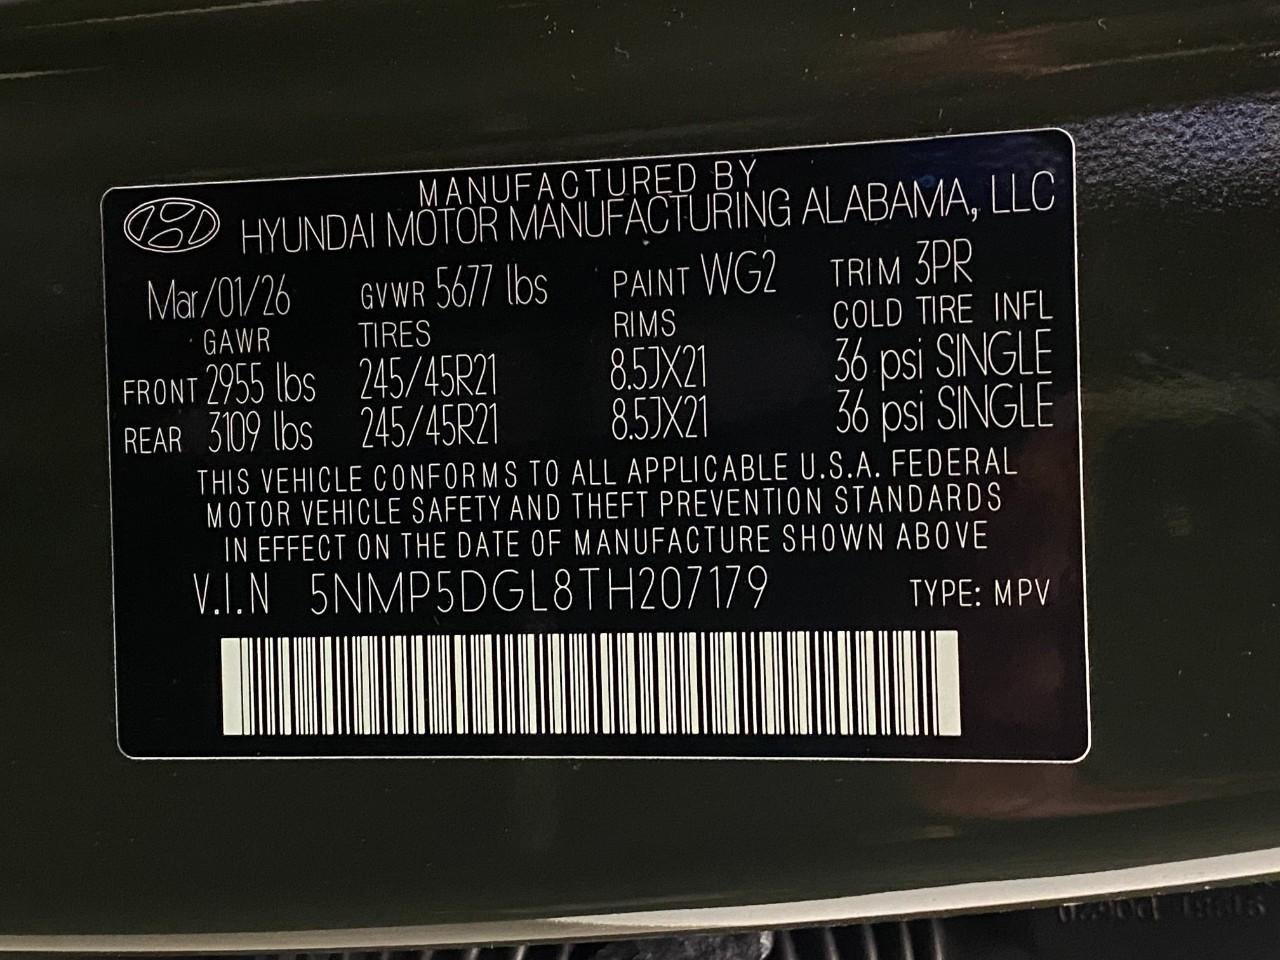 MANUFACTURED BY
HYUNDAI MOTOR MANUFACTURING ALABAMA, LLC
Mar/01/26 GVWR 5677 lbs PAINT WG2 TRIM 3PR
GAWR TIRES RIMS COLD TIRE INFL
FRONT 2955 lbs 245/45R21 8.5JX21 36 psi SINGLE
REAR 3109 lbs 245/45R21 8.5JX21 36 psi SINGLE
THIS VEHICLE CONFORMS TO ALL APPLICABLE U.S.A. FEDERAL
MOTOR VEHICLE SAFETY AND THEFT PREVENTION STANDARDS
IN EFFECT ON THE DATE OF MANUFACTURE SHOWN ABOVE
V.I.N 5NMP5DGL8TH207179 TYPE: MPV